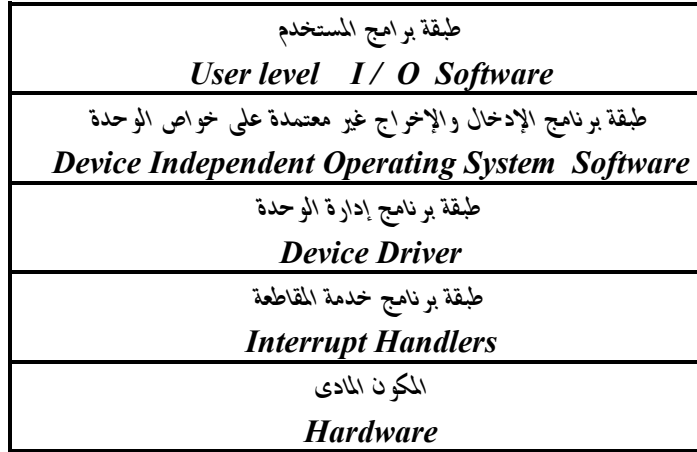 طبقة برامج المستخدم
User level I / O Software
طبقة برنامج الإدخال والإخراج غير معتمدة على خواص الوحدة
Device Independent Operating System Software
طبقة برنامج إدارة الوحدة
Device Driver
طبقة برنامج خدمة المقاطعة
Interrupt Handlers
المكون المادى
Hardware